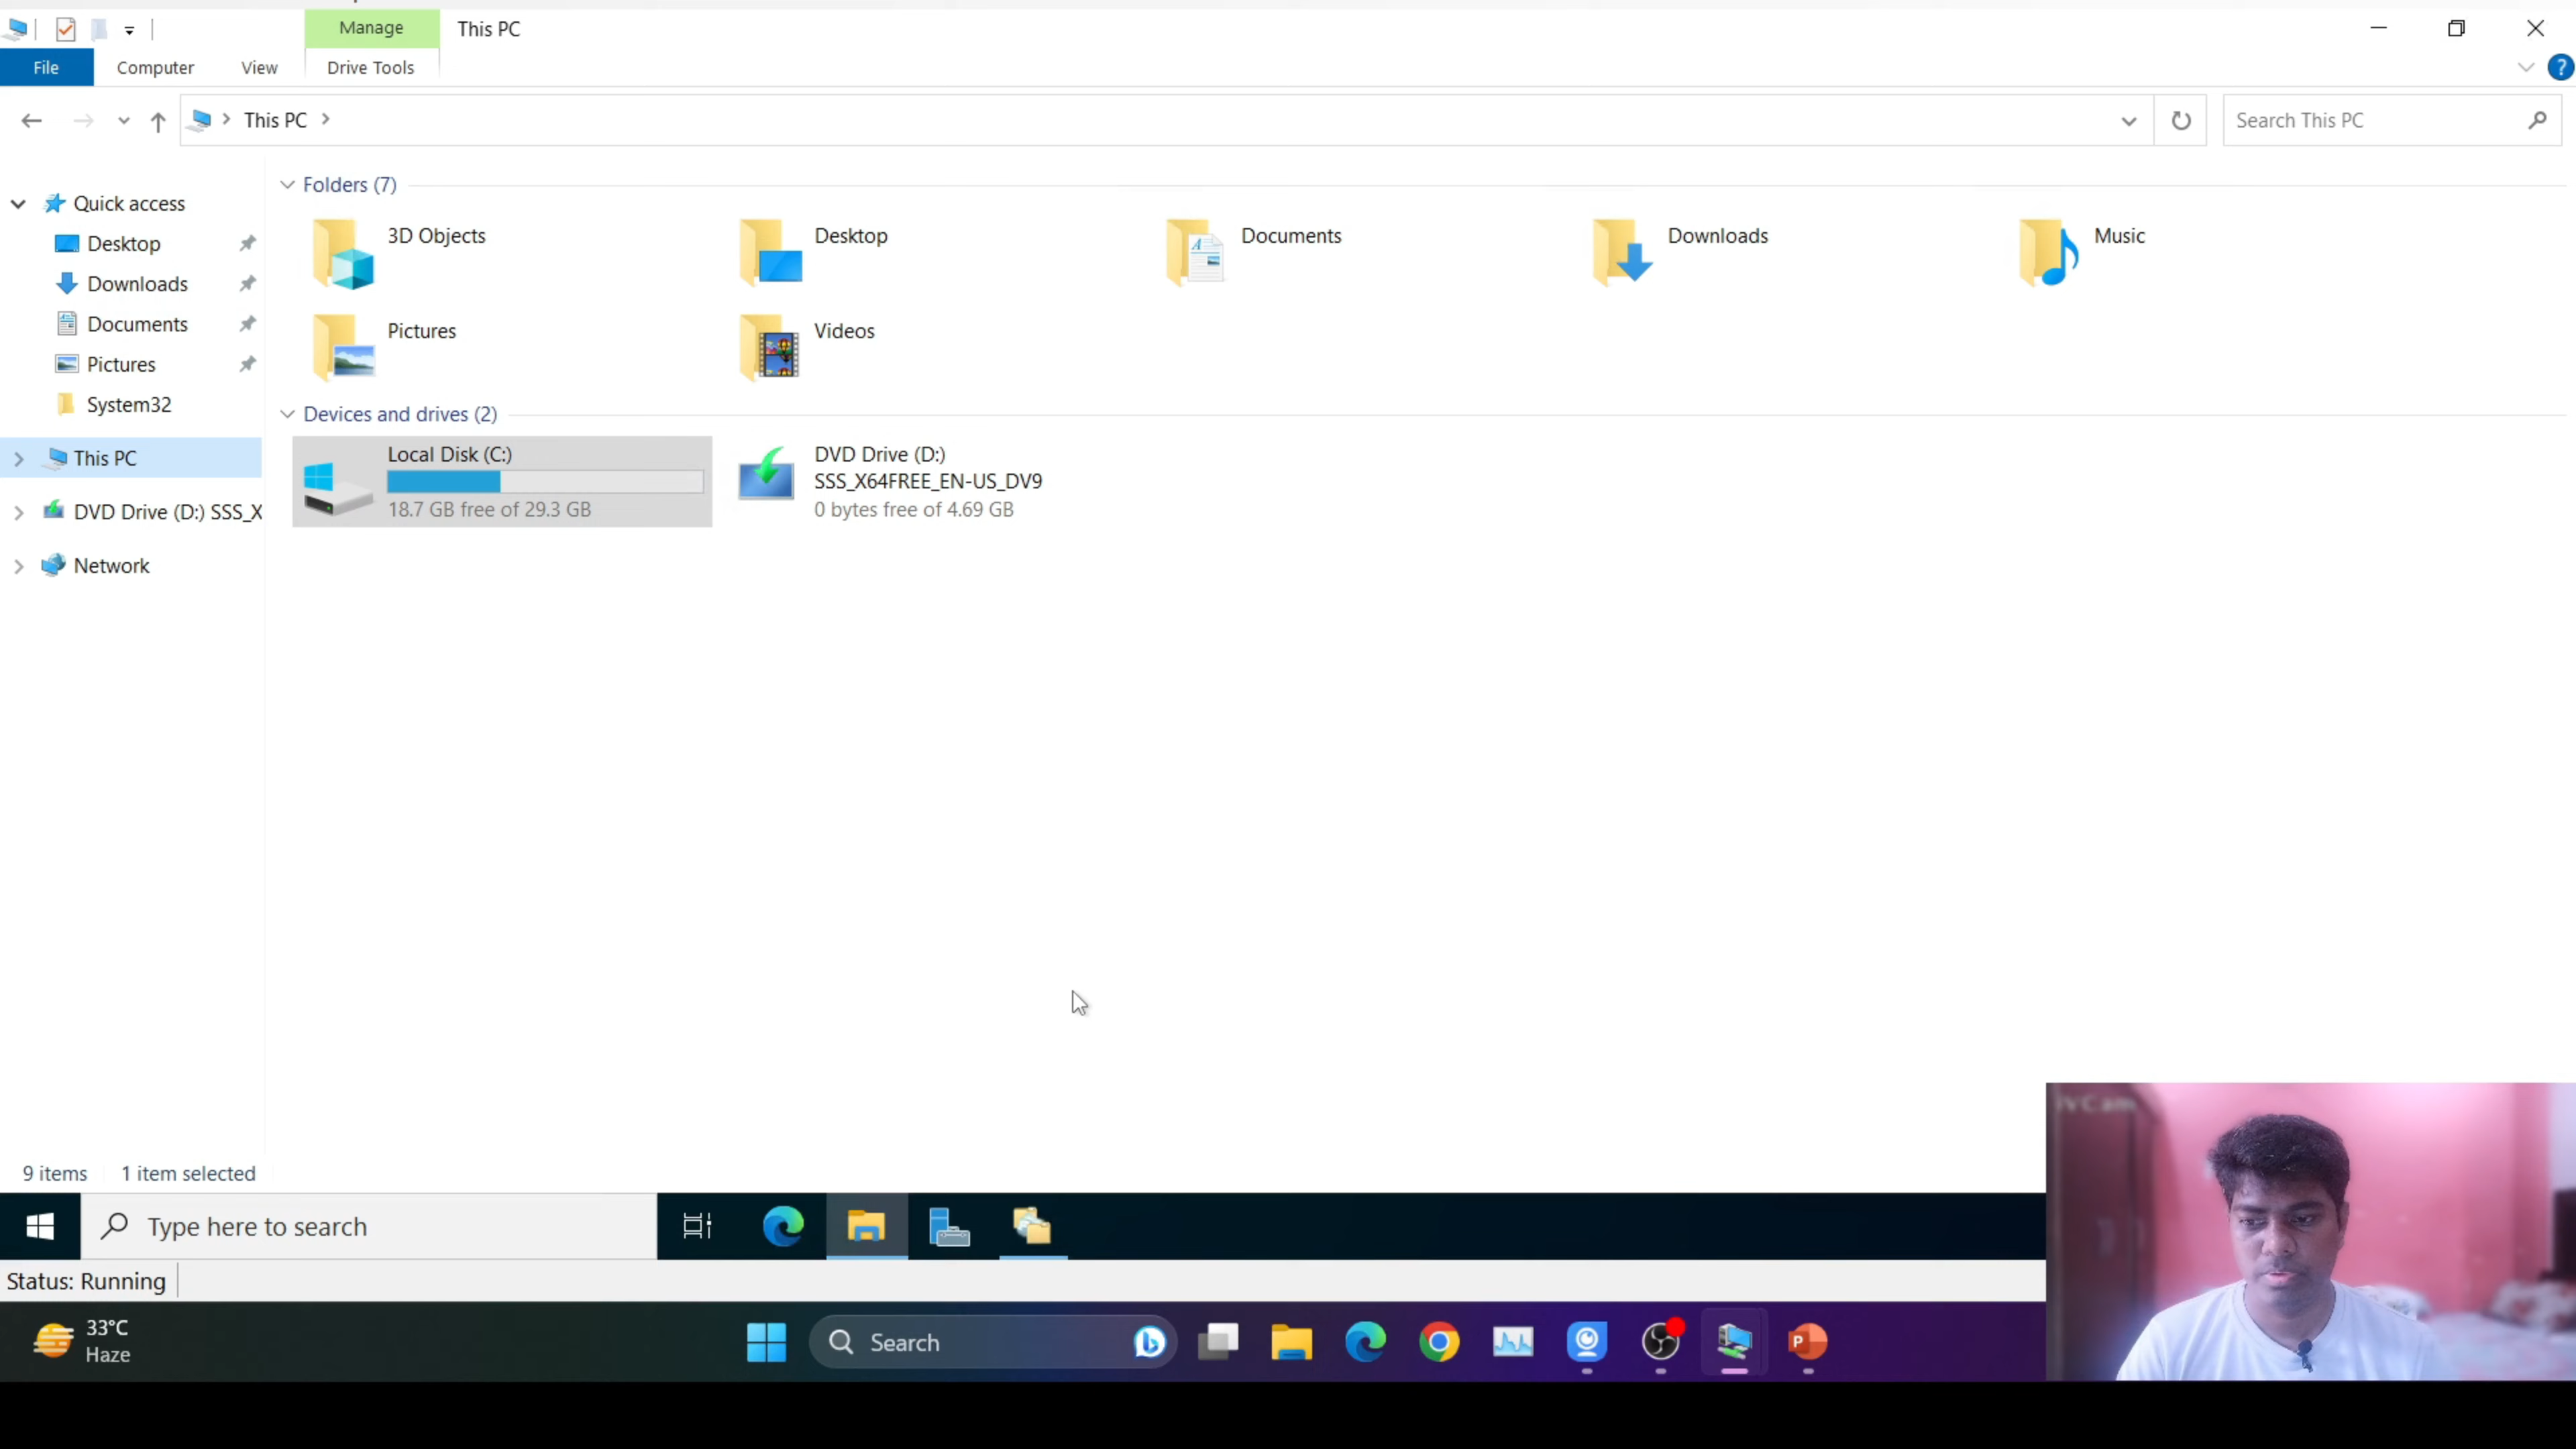 Manage
This PC
File
Computer
View
Drive Tools
This PC
Search This PC
Quick access
Desktop
Downloads
Documents
Pictures
System32
This PC
DVD Drive (D:) SSS_X
Network
Folders (7)
3D Objects
Desktop
Documents
Downloads
Music
Pictures
Videos
Devices and drives (2)
Local Disk (C:)
18.7 GB free of 29.3 GB
DVD Drive (D:)
SSS_X64FREE_EN-US_DV9
0 bytes free of 4.69 GB
9 items
1 item selected
iVCam
Type here to search
Status: Running
33°C
Haze
Search